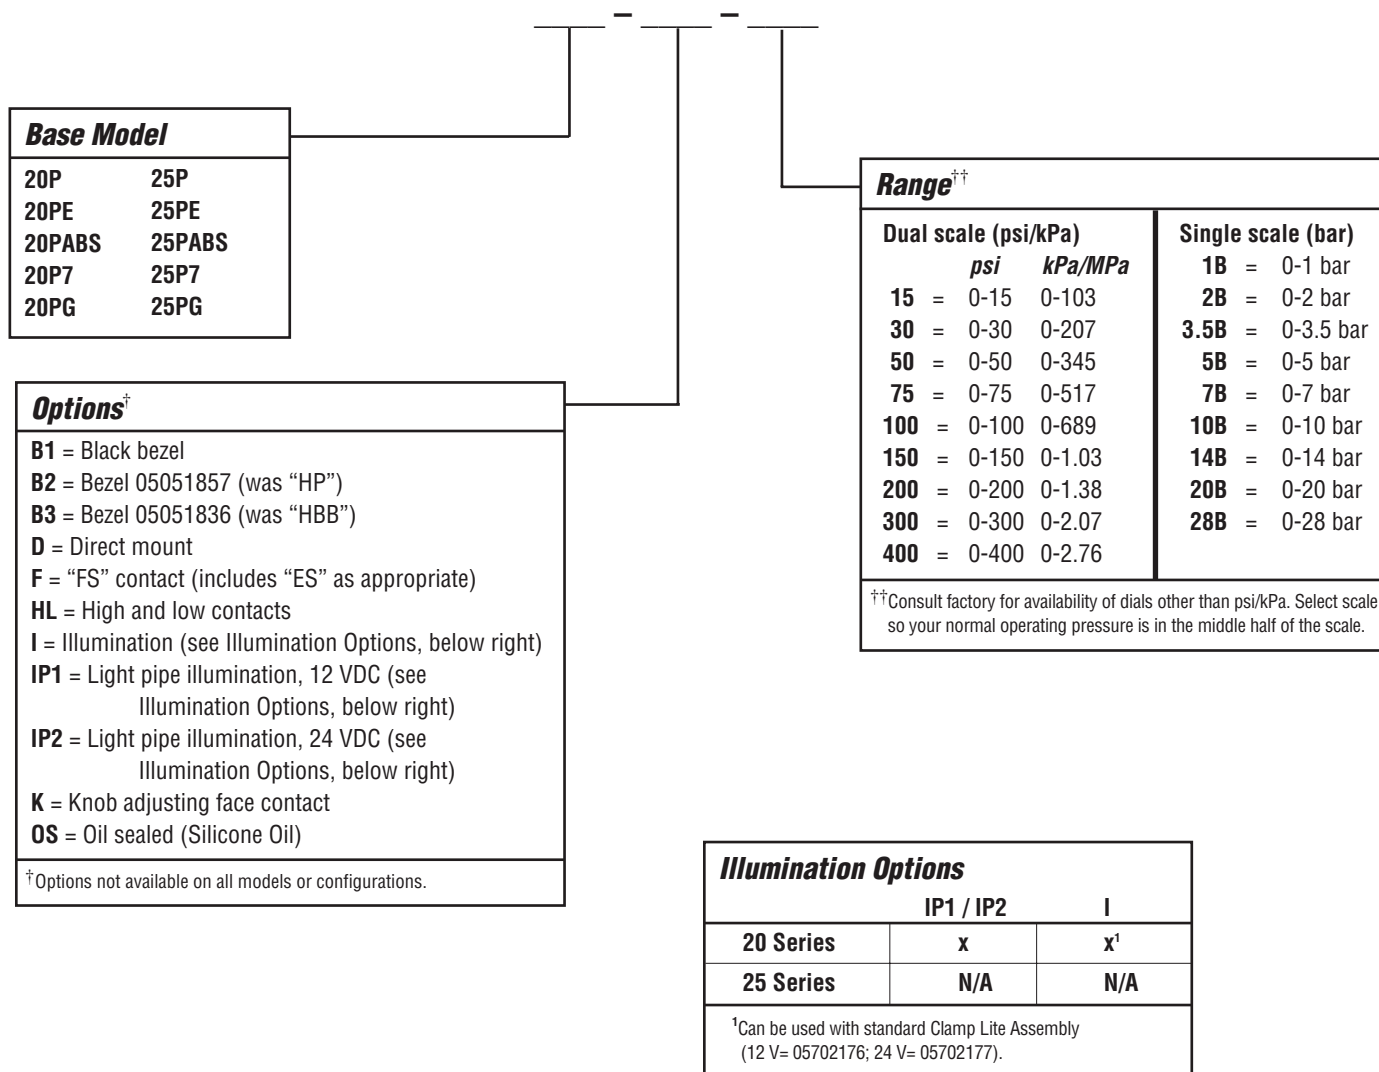 ____ – ____ – ____
Base Model
20P 25P
20PE 25PE
20PABS 25PABS
20P7 25P7
20PG 25PG
Options†
B1 = Black bezel
B2 = Bezel 05051857 (was “HP”)
B3 = Bezel 05051836 (was “HBB”)
D = Direct mount
F = “FS” contact (includes “ES” as appropriate)
HL = High and low contacts
I = Illumination (see Illumination Options, below right)
IP1 = Light pipe illumination, 12 VDC (see
Illumination Options, below right)
IP2 = Light pipe illumination, 24 VDC (see
Illumination Options, below right)
K = Knob adjusting face contact
OS = Oil sealed (Silicone Oil)
†Options not available on all models or configurations.
Range††
Dual scale (psi/kPa)
psi kPa/MPa
15 = 0-15 0-103
30 = 0-30 0-207
50 = 0-50 0-345
75 = 0-75 0-517
100 = 0-100 0-689
150 = 0-150 0-1.03
200 = 0-200 0-1.38
300 = 0-300 0-2.07
400 = 0-400 0-2.76
Single scale (bar)
1B = 0-1 bar
2B = 0-2 bar
3.5B = 0-3.5 bar
5B = 0-5 bar
7B = 0-7 bar
10B = 0-10 bar
14B = 0-14 bar
20B = 0-20 bar
28B = 0-28 bar
††Consult factory for availability of dials other than psi/kPa. Select scale
so your normal operating pressure is in the middle half of the scale.
Illumination Options
IP1 / IP2 I
20 Series x x¹
25 Series N/A N/A
¹Can be used with standard Clamp Lite Assembly
(12 V= 05702176; 24 V= 05702177).